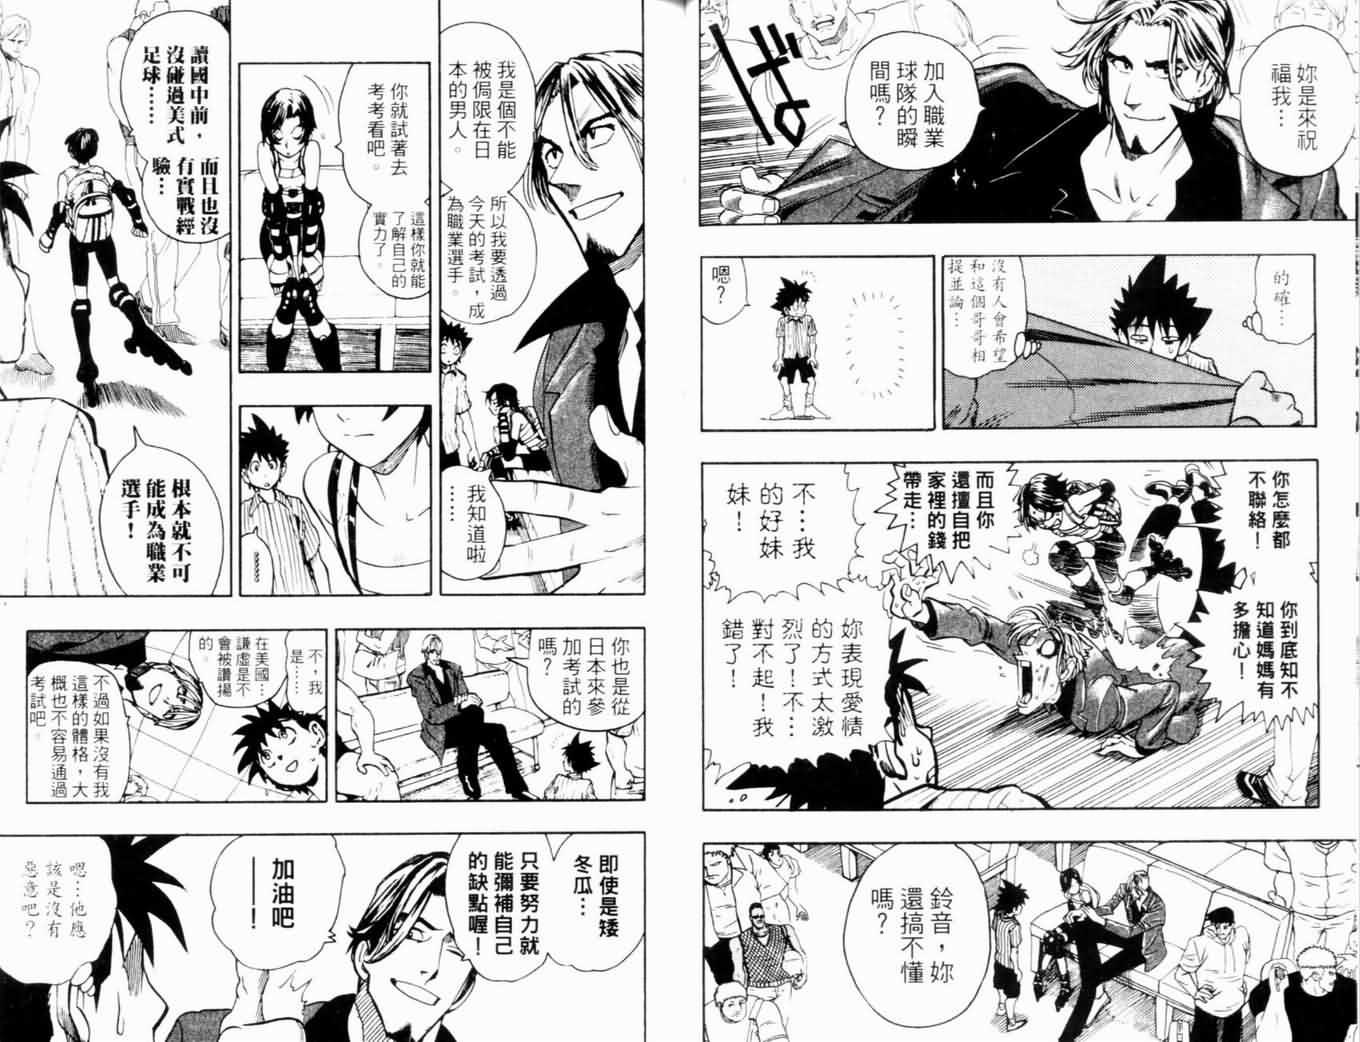 妳是來祝
福我…
加入職業
球隊的瞬
間嗎？
的確…
沒有人會希望
和這個哥哥相
提並論…
嗯？
你怎麼都
不聯絡！
你到底知不
知道媽媽有
多擔心！
而且你
還擅自把
家裡的錢
帶走…
不…我
的好妹
妹！
妳表現愛情
的方式太激
烈了！不…
對不起！我
錯了！
鈴音，妳
還搞不懂
嗎？
我是個不能
被侷限在日
本的男人。
所以我要透過
今天的考試，成
為職業選手。
我知道啦
……
你就試著去
考考看吧。
這樣你就能
了解自己的
實力了。
讀國中前，
沒碰過美式
足球……
而且也沒
有實戰經
驗…
根本就不可
能成為職業
選手！
你也是從
日本來參
加考試的
嗎？
不，我
是……
在美國…
謙虛是不
會被讚揚
的。
不過如果沒有我
這樣的體格，大
概也不容易通過
考試吧。
即使是矮
冬瓜…
只要努力就
能彌補自己
的缺點喔！
加油吧
——！
嗯…他應
該是沒有
惡意吧？